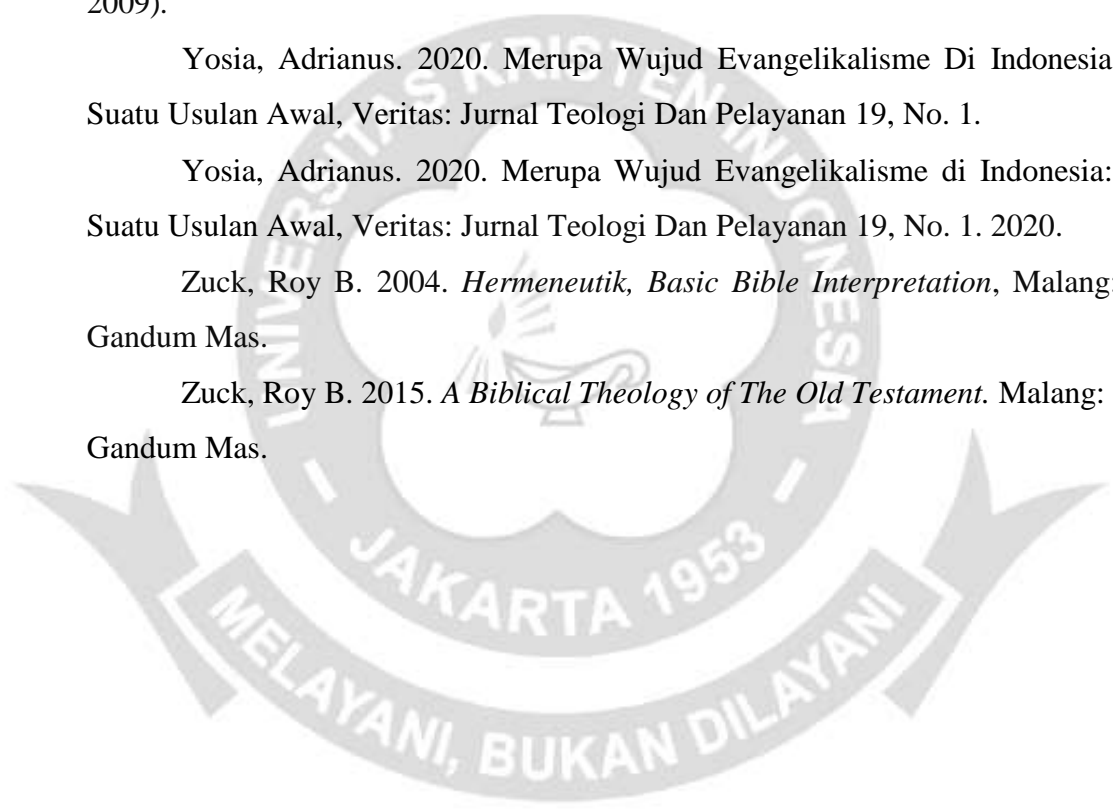 2009).
Yosia, Adrianus. 2020. Merupa Wujud Evangelikalisme Di Indonesia
Suatu Usulan Awal, Veritas: Jurnal Teologi Dan Pelayanan 19, No. 1.
Yosia, Adrianus. 2020. Merupa Wujud Evangelikalisme di Indonesia:
Suatu Usulan Awal, Veritas: Jurnal Teologi Dan Pelayanan 19, No. 1. 2020.
Zuck, Roy B. 2004. Hermeneutik, Basic Bible Interpretation, Malang:
Gandum Mas.
Zuck, Roy B. 2015. A Biblical Theology of The Old Testament. Malang:
Gandum Mas.
UNIVERSITAS KRISTEN INDONESIA
- JAKARTA 1953 -
MELAYANI, BUKAN DILAYANI